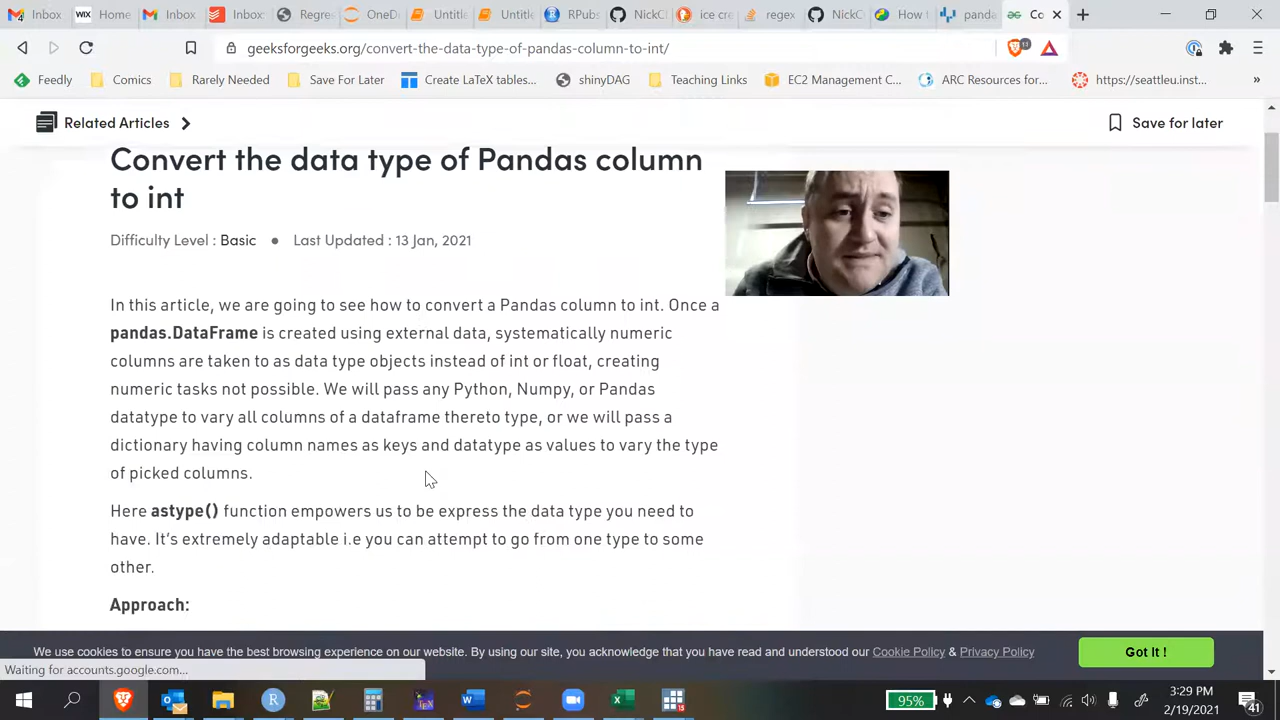 4 Inbox
WIX Home
M Inbox
Inbox
Regre
OneD
Untitle
Untitle
RPubs
NickC
ice cre
regex
NickC
How t
panda
Co
geeksforgeeks.org/convert-the-data-type-of-pandas-column-to-int/
11
Feedly
Comics
Rarely Needed
Save For Later
Create LaTeX tables...
shinyDAG
Teaching Links
EC2 Management C...
ARC Resources for...
https://seattleu.inst...
»
Related Articles
Save for later
Convert the data type of Pandas column
to int
Difficulty Level : Basic ● Last Updated : 13 Jan, 2021
In this article, we are going to see how to convert a Pandas column to int. Once a
pandas.DataFrame is created using external data, systematically numeric
columns are taken to as data type objects instead of int or float, creating
numeric tasks not possible. We will pass any Python, Numpy, or Pandas
datatype to vary all columns of a dataframe thereto type, or we will pass a
dictionary having column names as keys and datatype as values to vary the type
of picked columns.
Here astype() function empowers us to be express the data type you need to
have. It's extremely adaptable i.e you can attempt to go from one type to some
other.
Approach:
We use cookies to ensure you have the best browsing experience on our website. By using our site, you acknowledge that you have read and understood our Cookie Policy & Privacy Policy
Got It !
Waiting for accounts.google.com...
95%
3:29 PM
2/19/2021
41